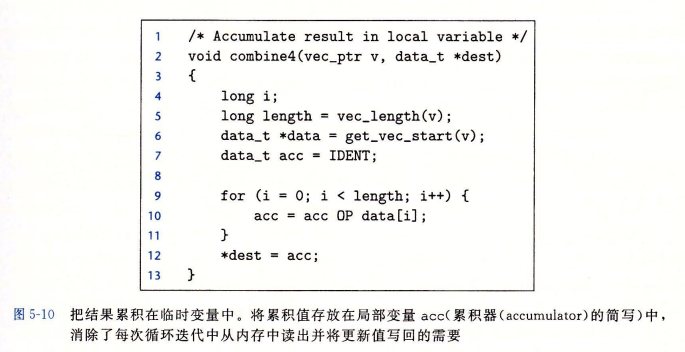 1 /* Accumulate result in local variable */
2 void combine4(vec_ptr v, data_t *dest)
3 {
4     long i;
5     long length = vec_length(v);
6     data_t *data = get_vec_start(v);
7     data_t acc = IDENT;
8
9     for (i = 0; i < length; i++) {
10         acc = acc OP data[i];
11     }
12     *dest = acc;
13 }
图 5-10 把结果累积在临时变量中。将累积值存放在局部变量 acc(累积器(accumulator)的简写)中，
消除了每次循环迭代中从内存中读出并将更新值写回的需要